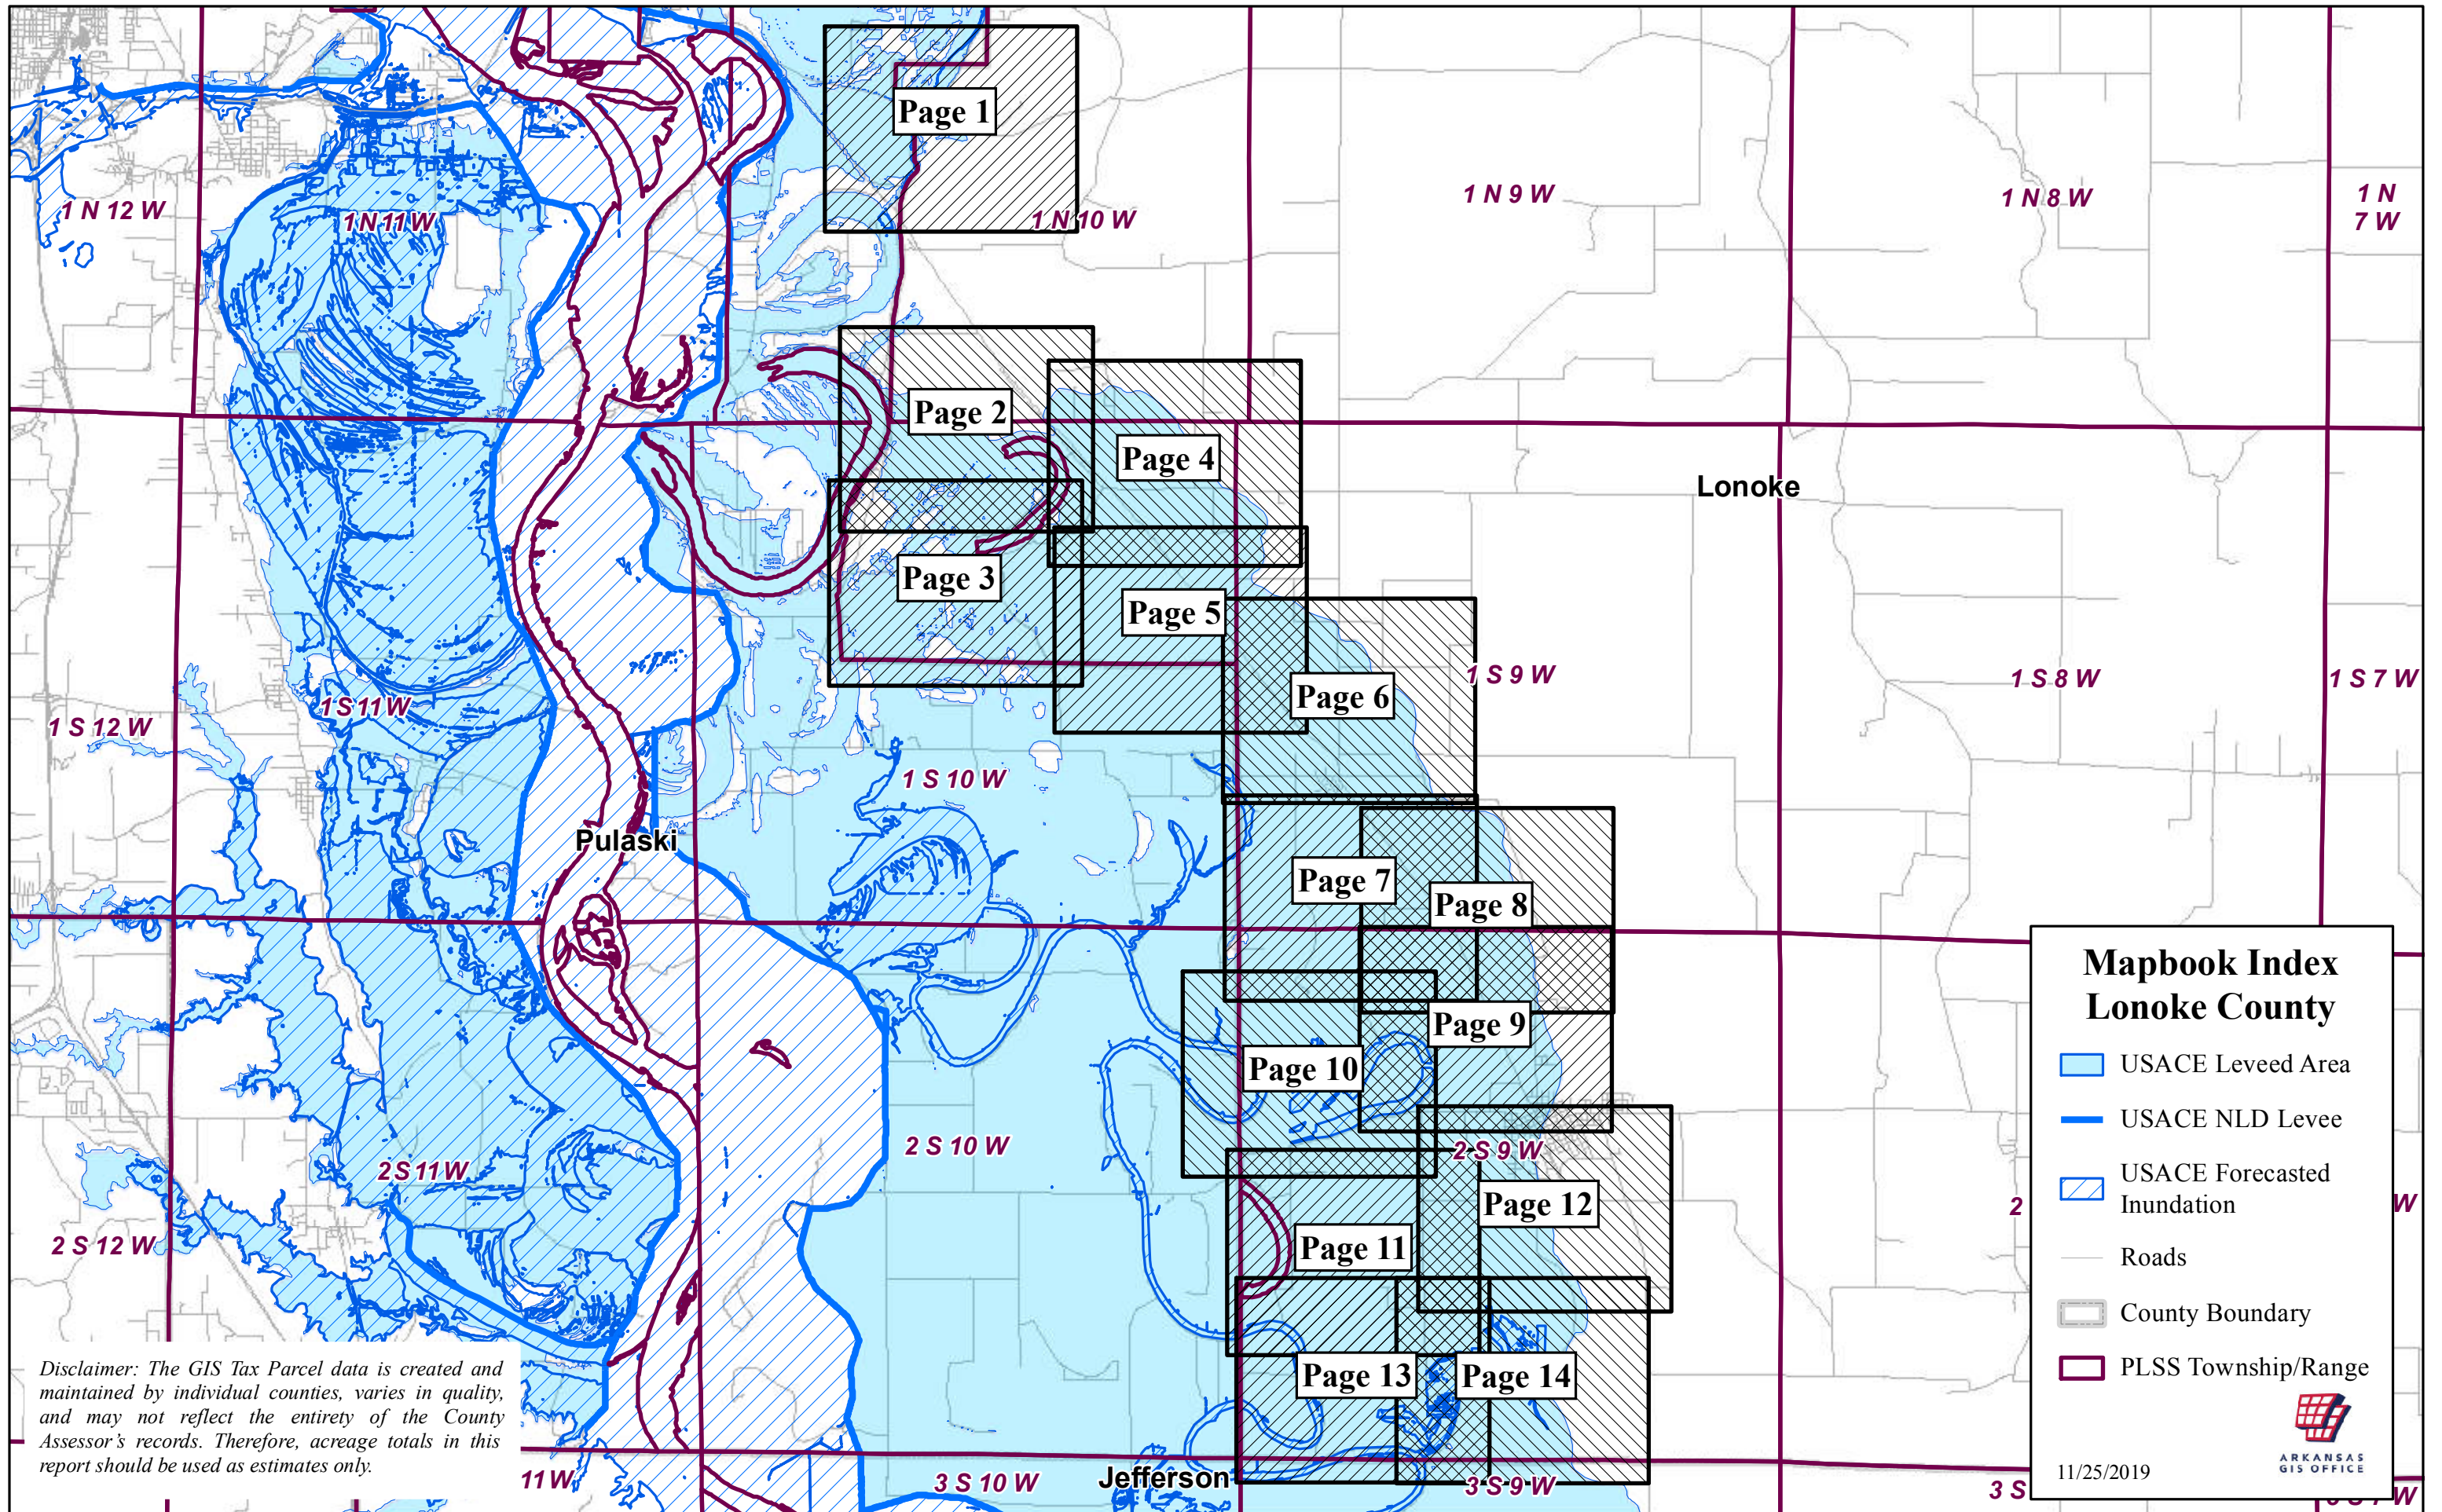 Page 1
1 N 12 W
1 N 11 W
1 N 10 W
1 N 9 W
1 N 8 W
1 N
7 W
Page 2
Page 4
Lonoke
Page 3
Page 5
Page 6
1 S 12 W
1 S 11 W
1 S 10 W
1 S 9 W
1 S 8 W
1 S 7 W
Pulaski
Page 7
Page 8
Page 9
Page 10
2 S 12 W
2 S 11 W
2 S 10 W
2 S 9 W
2
W
Page 12
Page 11
Page 13
Page 14
11 W
3 S 10 W
Jefferson
3 S 9 W
3 S
W
Mapbook Index
Lonoke County
USACE Leveed Area
USACE NLD Levee
USACE Forecasted
Inundation
Roads
County Boundary
PLSS Township/Range
ARKANSAS
GIS OFFICE
11/25/2019
Disclaimer: The GIS Tax Parcel data is created and
maintained by individual counties, varies in quality,
and may not reflect the entirety of the County
Assessor's records. Therefore, acreage totals in this
report should be used as estimates only.